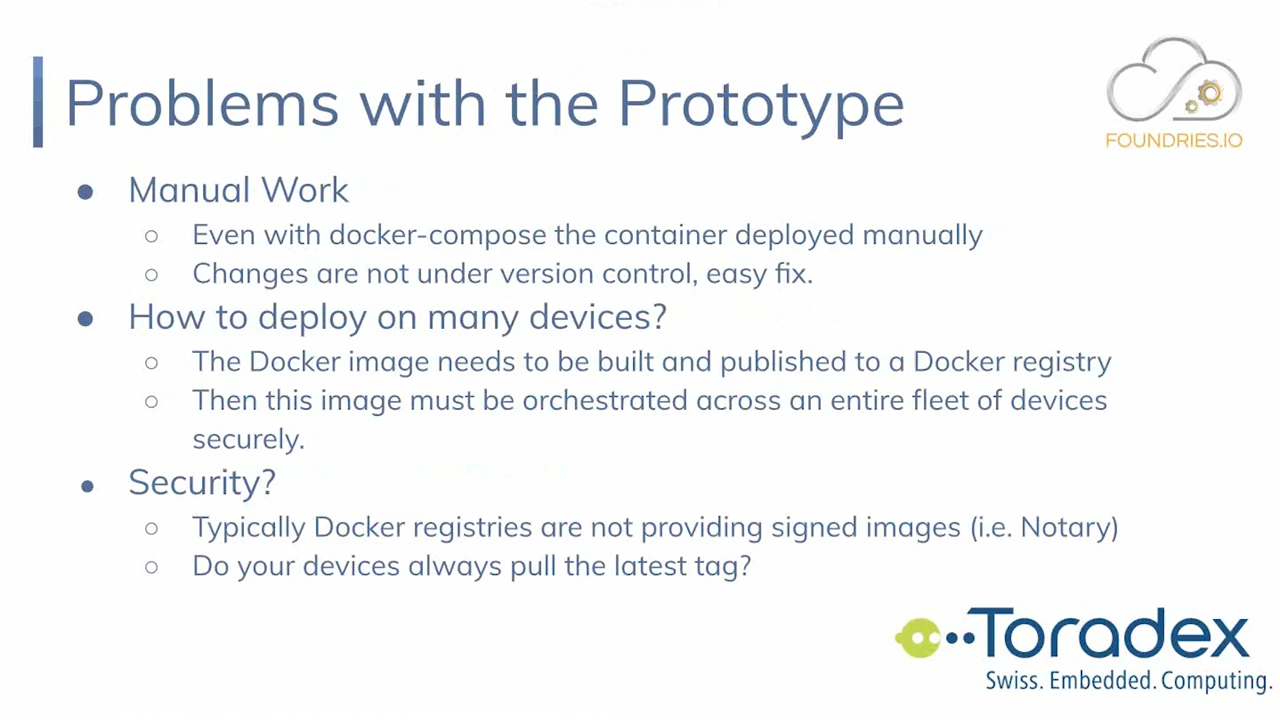 Problems with the Prototype
FOUNDRIES.IO
● Manual Work
○ Even with docker-compose the container deployed manually
○ Changes are not under version control, easy fix.
● How to deploy on many devices?
○ The Docker image needs to be built and published to a Docker registry
○ Then this image must be orchestrated across an entire fleet of devices
securely.
● Security?
○ Typically Docker registries are not providing signed images (i.e. Notary)
○ Do your devices always pull the latest tag?
Toradex
Swiss. Embedded. Computing.